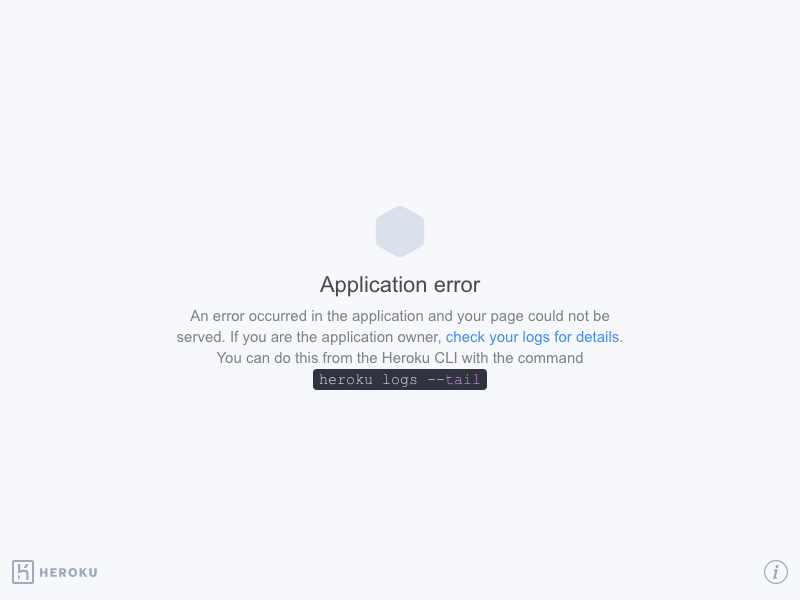 Application error
An error occurred in the application and your page could not be
served. If you are the application owner, check your logs for details.
You can do this from the Heroku CLI with the command
heroku logs --tail
HEROKU
i